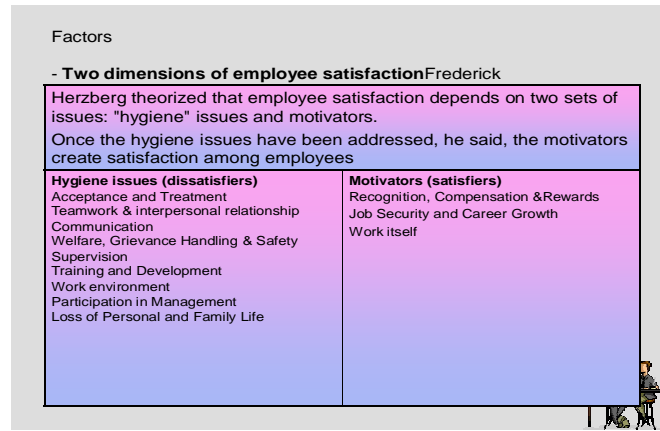 Factors
- Two dimensions of employee satisfactionFrederick
Herzberg theorized that employee satisfaction depends on two sets of
issues: "hygiene" issues and motivators.
Once the hygiene issues have been addressed, he said, the motivators
create satisfaction among employees
Hygiene issues (dissatisfiers)
Acceptance and Treatment
Teamwork & interpersonal relationship
Communication
Welfare, Grievance Handling & Safety
Supervision
Training and Development
Work environment
Participation in Management
Loss of Personal and Family Life
Motivators (satisfiers)
Recognition, Compensation &Rewards
Job Security and Career Growth
Work itself